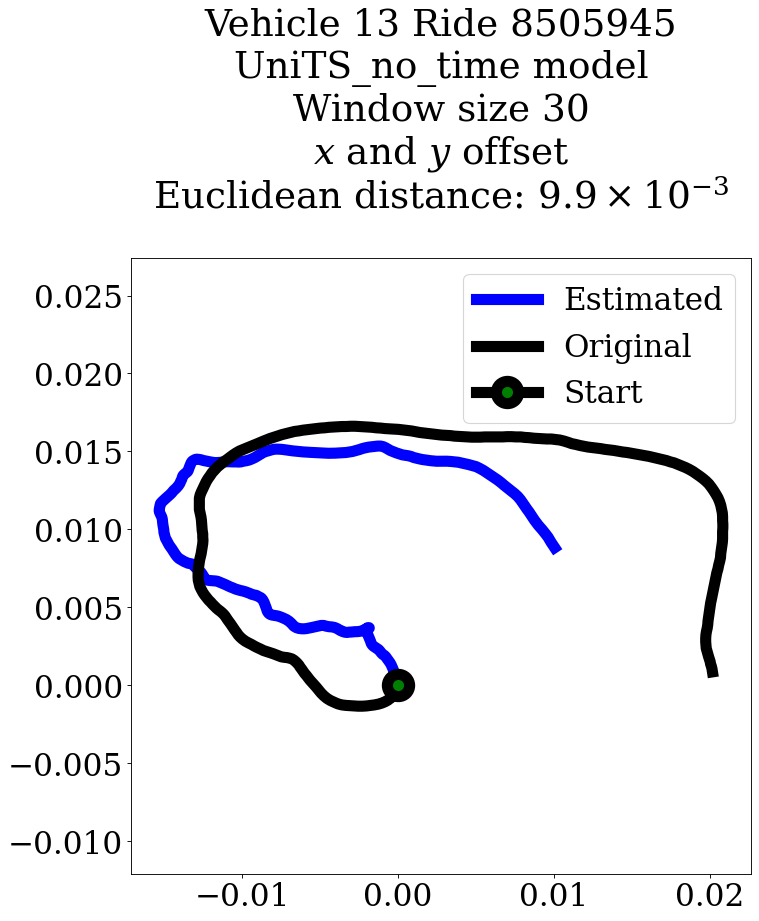 Vehicle 13 Ride 8505945
UniTS_no_time model
Window size 30
x and y offset
Euclidean distance: 9.9 × 10⁻³
Estimated
Original
Start
0.025
0.020
0.015
0.010
0.005
0.000
−0.005
−0.010
−0.01 0.00 0.01 0.02